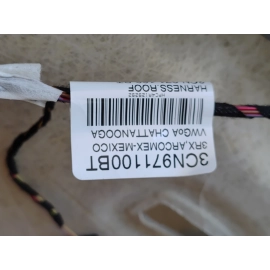 3CN971100BT
3RX,ARCOMEX-MEXICO
VWGoA CHATTANOOGA
HARNESS ROOF